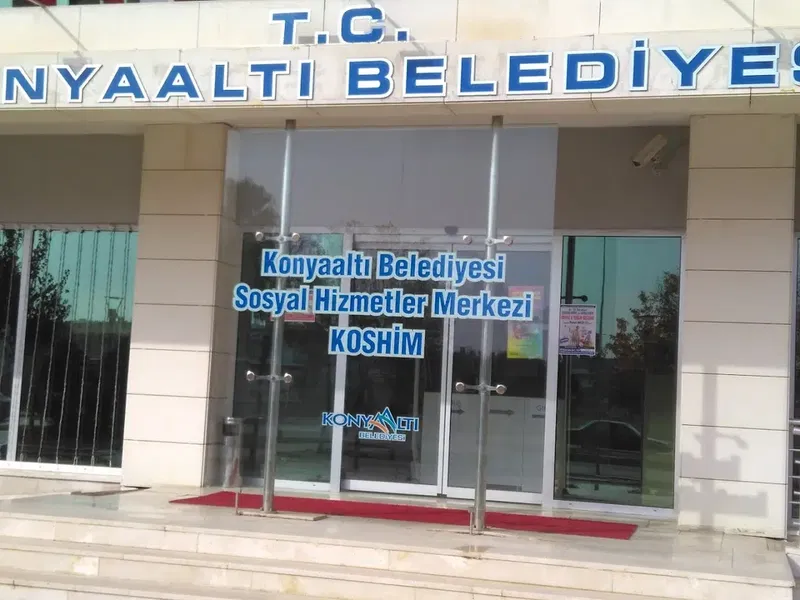 T.C.
KONYAALTI BELEDİYES
Konyaaltı Belediyesi
Sosyal Hizmetler Merkezi
KOSHİM
KONYAALTI
BELEDİYESİ